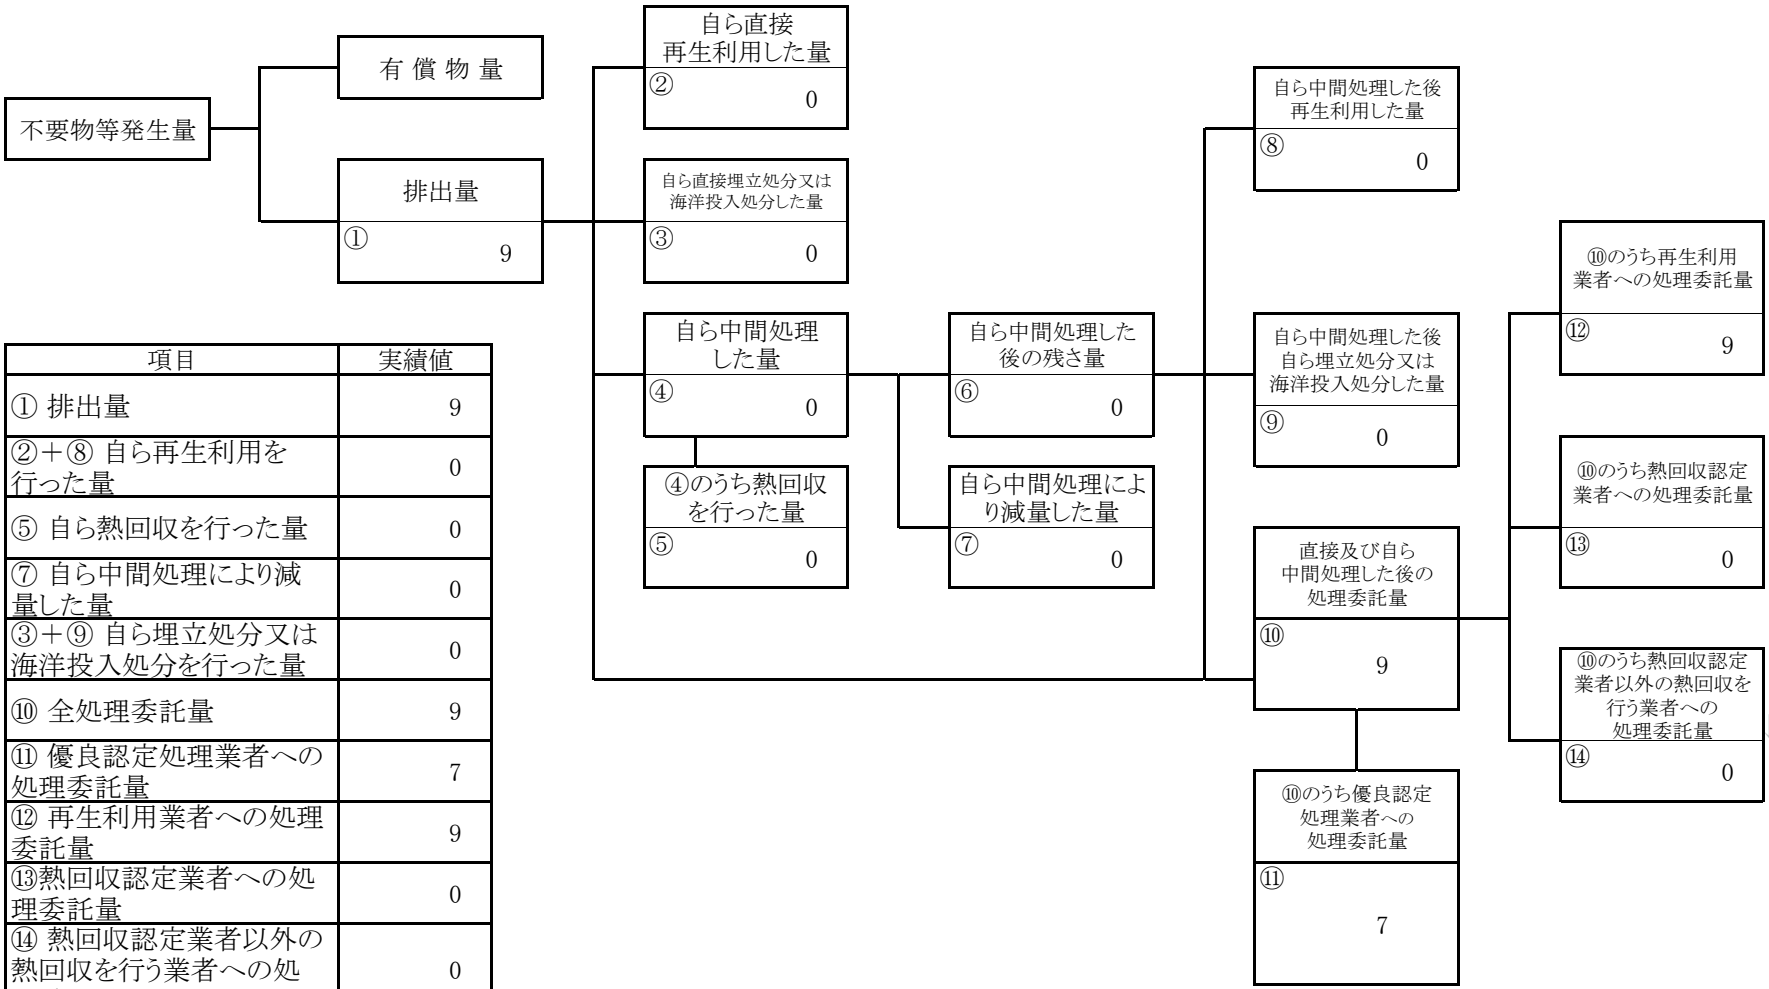 不要物等発生量
有 償 物 量
排出量
①
9
自ら直接
再生利用した量
②
0
自ら直接埋立処分又は
海洋投入処分した量
③
0
自ら中間処理
した量
④
0
④のうち熱回収
を行った量
⑤
0
自ら中間処理した
後の残さ量
⑥
0
自ら中間処理によ
り減量した量
⑦
0
自ら中間処理した後
再生利用した量
⑧
0
自ら中間処理した後
自ら埋立処分又は
海洋投入処分した量
⑨
0
直接及び自ら
中間処理した後の
処理委託量
⑩
9
⑩のうち優良認定
処理業者への
処理委託量
⑪
7
⑩のうち再生利用
業者への処理委託量
⑫
9
⑩のうち熱回収認定
業者への処理委託量
⑬
0
⑩のうち熱回収認定
業者以外の熱回収を
行う業者への
処理委託量
⑭
0
項目 実績値
① 排出量 9
②＋⑧ 自ら再生利用を
行った量 0
⑤ 自ら熱回収を行った量 0
⑦ 自ら中間処理により減
量した量 0
③＋⑨ 自ら埋立処分又は
海洋投入処分を行った量 0
⑩ 全処理委託量 9
⑪ 優良認定処理業者への
処理委託量 7
⑫ 再生利用業者への処理
委託量 9
⑬熱回収認定業者への処
理委託量 0
⑭ 熱回収認定業者以外の
熱回収を行う業者への処 0